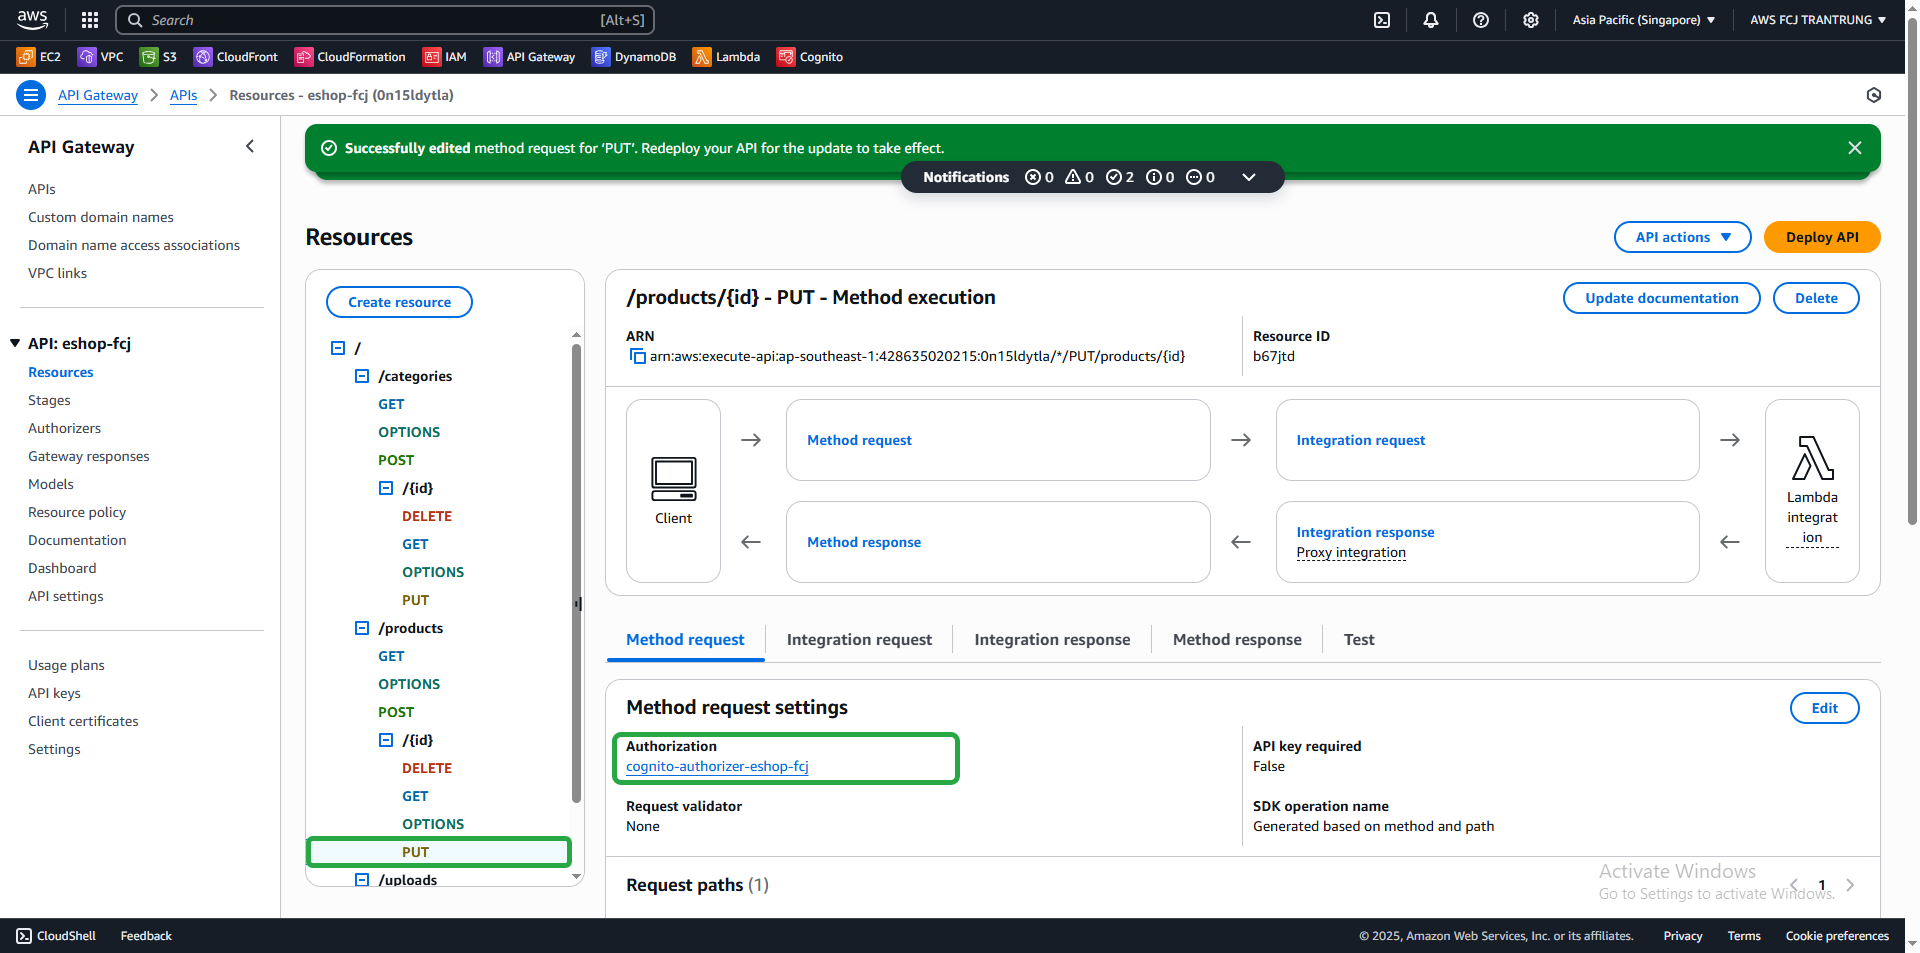 aws
Search
[Alt+S]
Asia Pacific (Singapore)
AWS FCJ TRANTRUNG
EC2
VPC
S3
CloudFront
CloudFormation
IAM
API Gateway
DynamoDB
Lambda
Cognito
API Gateway
APIs
Resources - eshop-fcj (0n15ldytla)
API Gateway
APIs
Custom domain names
Domain name access associations
VPC links
API: eshop-fcj
Resources
Stages
Authorizers
Gateway responses
Models
Resource policy
Documentation
Dashboard
API settings
Usage plans
API keys
Client certificates
Settings
Successfully edited method request for 'PUT'. Redeploy your API for the update to take effect.
Notifications 0 0 2 0 0
Resources
API actions
Deploy API
Create resource
/
/categories
GET
OPTIONS
POST
/{id}
DELETE
GET
OPTIONS
PUT
/products
GET
OPTIONS
POST
/{id}
DELETE
GET
OPTIONS
PUT
/uploads
/products/{id} - PUT - Method execution
Update documentation
Delete
ARN
arn:aws:execute-api:ap-southeast-1:428635020215:0n15ldytla/*/PUT/products/{id}
Resource ID
b67jtd
Client
Method request
Integration request
Method response
Integration response
Proxy integration
Lambda
integrat
ion
Method request
Integration request
Integration response
Method response
Test
Method request settings
Edit
Authorization
cognito-authorizer-eshop-fcj
API key required
False
Request validator
None
SDK operation name
Generated based on method and path
Request paths (1)
1
Activate Windows
Go to Settings to activate Windows.
CloudShell
Feedback
© 2025, Amazon Web Services, Inc. or its affiliates.
Privacy
Terms
Cookie preferences